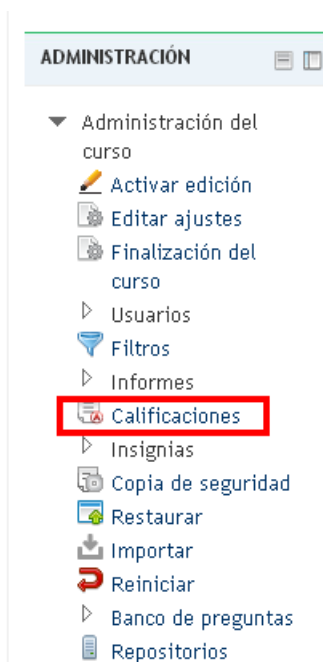 ADMINISTRACIÓN
Administración del
curso
Activar edición
Editar ajustes
Finalización del
curso
Usuarios
Filtros
Informes
Calificaciones
Insignias
Copia de seguridad
Restaurar
Importar
Reiniciar
Banco de preguntas
Repositorios